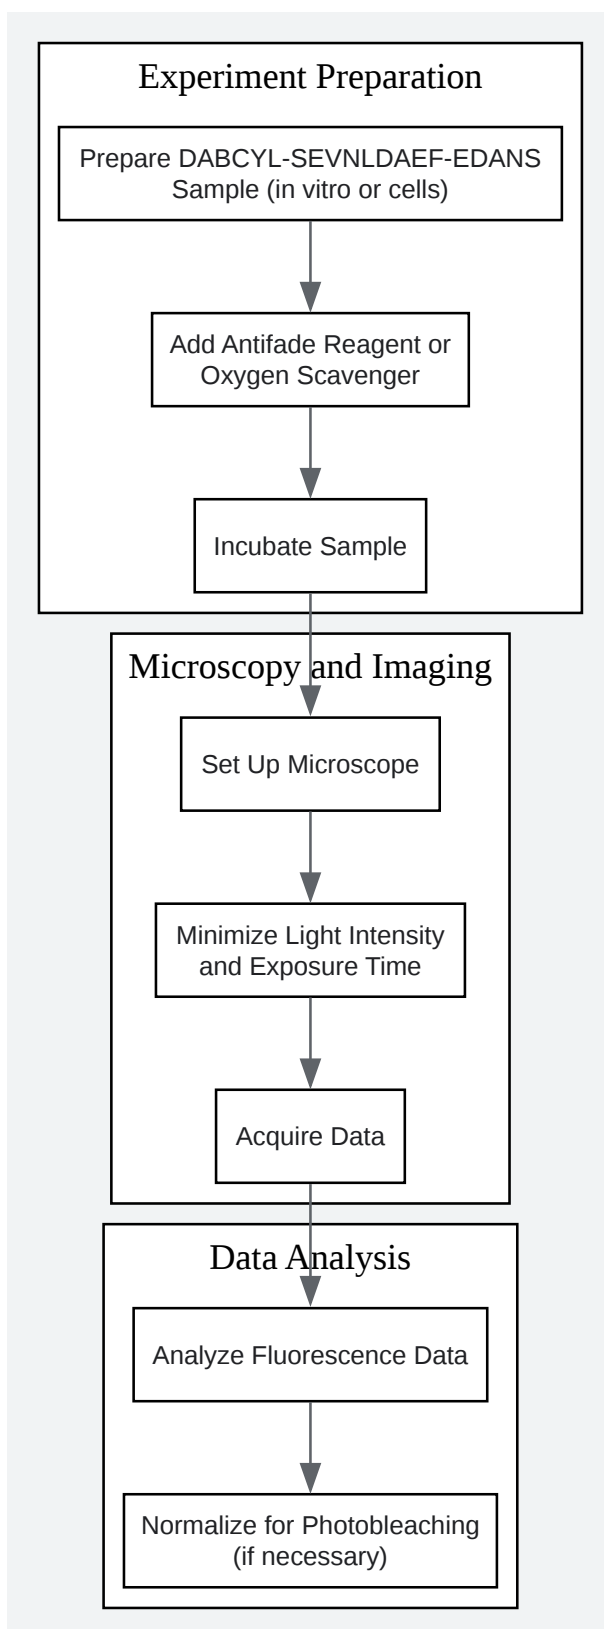 Experiment Preparation
Prepare DABCYL-SEVNLDAEF-EDANS
Sample (in vitro or cells)
Add Antifade Reagent or
Oxygen Scavenger
Incubate Sample
Microscopy and Imaging
Set Up Microscope
Minimize Light Intensity
and Exposure Time
Acquire Data
Data Analysis
Analyze Fluorescence Data
Normalize for Photobleaching
(if necessary)